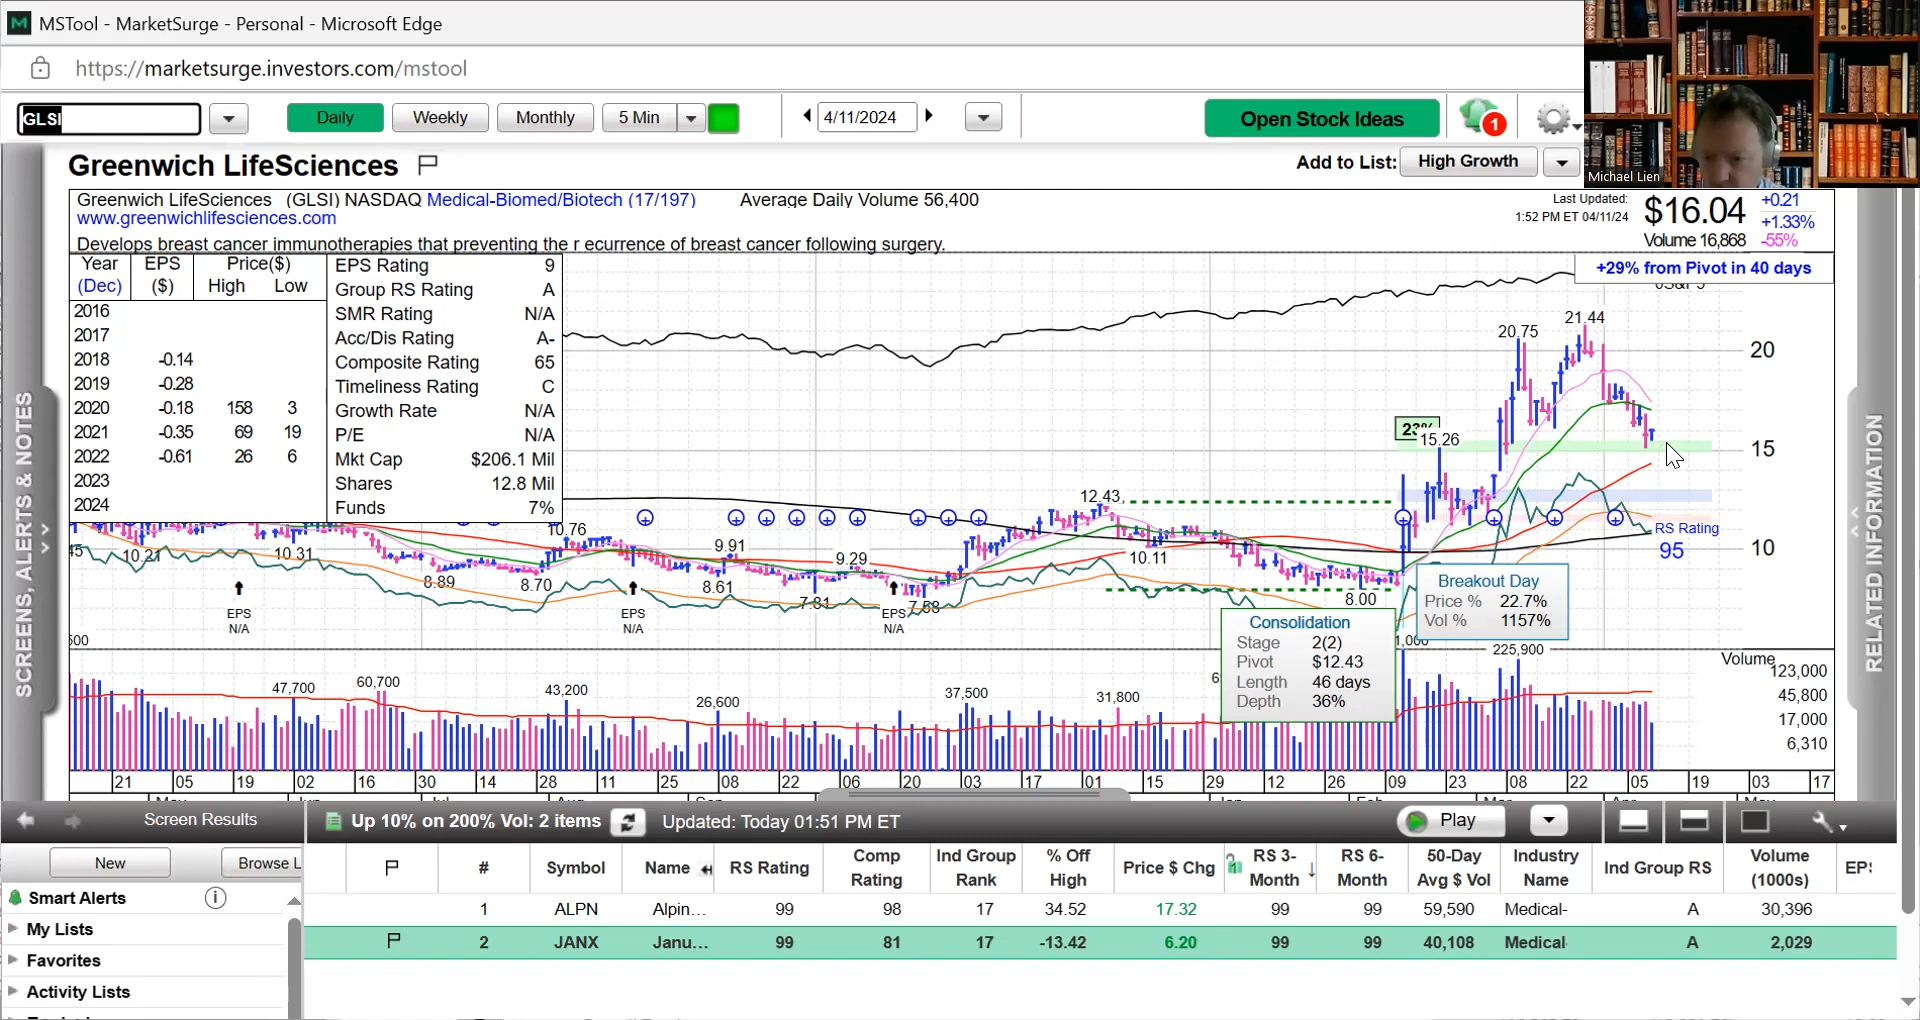 MSTool - MarketSurge - Personal - Microsoft Edge
https://marketsurge.investors.com/mstool
GLSI
Daily
Weekly
Monthly
5 Min
4/11/2024
Open Stock Ideas
1
Michael Lien
Greenwich LifeSciences
Add to List:
High Growth
Greenwich LifeSciences (GLSI) NASDAQ Medical-Biomed/Biotech (17/197) Average Daily Volume 56,400
www.greenwichlifesciences.com
Develops breast cancer immunotherapies that preventing the r ecurrence of breast cancer following surgery.
Last Updated:
1:52 PM ET 04/11/24
$16.04
+0.21
+1.33%
Volume 16,868
-55%
+29% from Pivot in 40 days
Year EPS Price($)
(Dec) ($) High Low
2016
2017
2018 -0.14
2019 -0.28
2020 -0.18 158 3
2021 -0.35 69 19
2022 -0.61 26 6
2023
2024
EPS Rating 9
Group RS Rating A
SMR Rating N/A
Acc/Dis Rating A-
Composite Rating 65
Timeliness Rating C
Growth Rate N/A
P/E N/A
Mkt Cap $206.1 Mil
Shares 12.8 Mil
Funds 7%
20.75
21.44
20
23%
15.26
15
12.43
10.76
RS Rating
95
10
10.21
10.31
8.89
8.70
9.91
8.61
9.29
7.81
7.58
10.11
8.00
EPS
N/A
EPS
N/A
EPS
N/A
Breakout Day
Price % 22.7%
Vol % 1157%
Consolidation
Stage 2(2)
Pivot $12.43
Length 46 days
Depth 36%
225,900
Volume
47,700
60,700
43,200
26,600
37,500
31,800
123,000
45,800
17,000
6,310
21 05 19 02 16 30 14 28 11 25 08 22 06 20 03 17 01 15 29 12 26 09 23 08 22 05 19 03 17
SCREENS, ALERTS & NOTES
RELATED INFORMATION
Screen Results
Up 10% on 200% Vol: 2 items
Updated: Today 01:51 PM ET
Play
New
Browse L
Smart Alerts
My Lists
Favorites
Activity Lists
# Symbol Name RS Rating Comp Rating Ind Group Rank % Off High Price $ Chg RS 3-Month RS 6-Month 50-Day Avg $ Vol Industry Name Ind Group RS Volume (1000s) EPS
1 ALPN Alpin... 99 98 17 34.52 17.32 99 99 59,590 Medical- A 30,396
2 JANX Janu... 99 81 17 -13.42 6.20 99 99 40,108 Medical- A 2,029